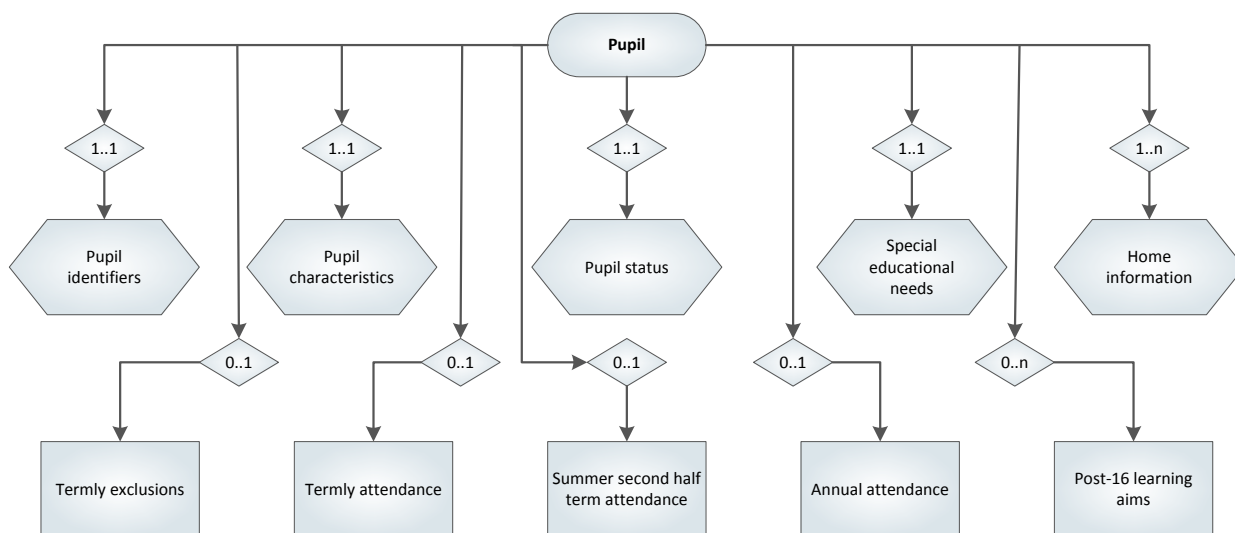 Pupil
1..1
1..1
1..1
1..1
1..n
Pupil
identifiers
Pupil
characteristics
Pupil status
Special
educational
needs
Home
information
0..1
0..1
0..1
0..1
0..n
Termly exclusions
Termly attendance
Summer second half
term attendance
Annual attendance
Post-16 learning
aims